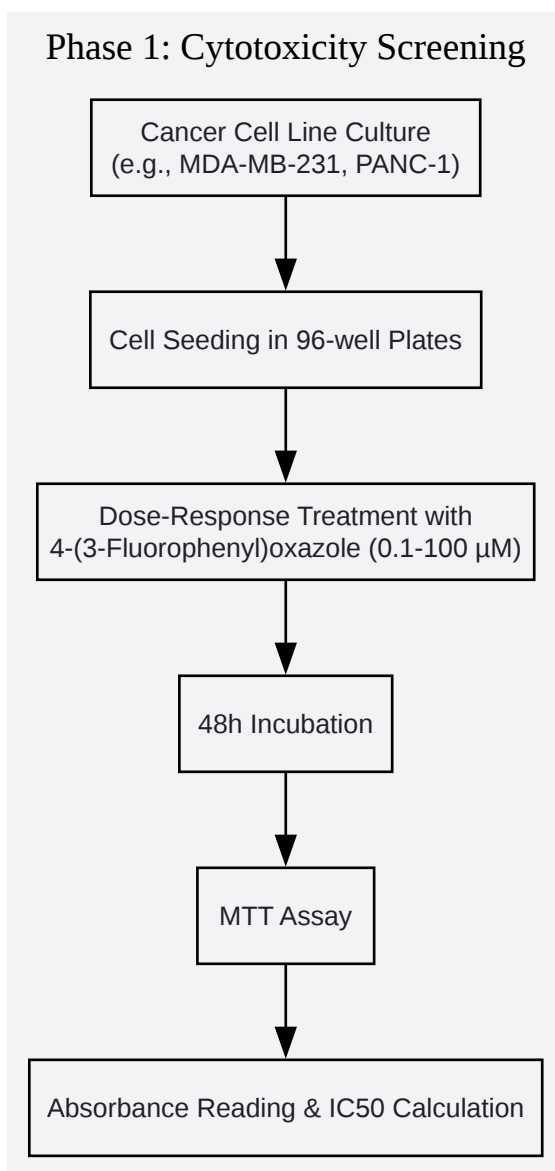 Phase 1: Cytotoxicity Screening
Cancer Cell Line Culture
(e.g., MDA-MB-231, PANC-1)
Cell Seeding in 96-well Plates
Dose-Response Treatment with
4-(3-Fluorophenyl)oxazole (0.1-100 µM)
48h Incubation
MTT Assay
Absorbance Reading & IC50 Calculation